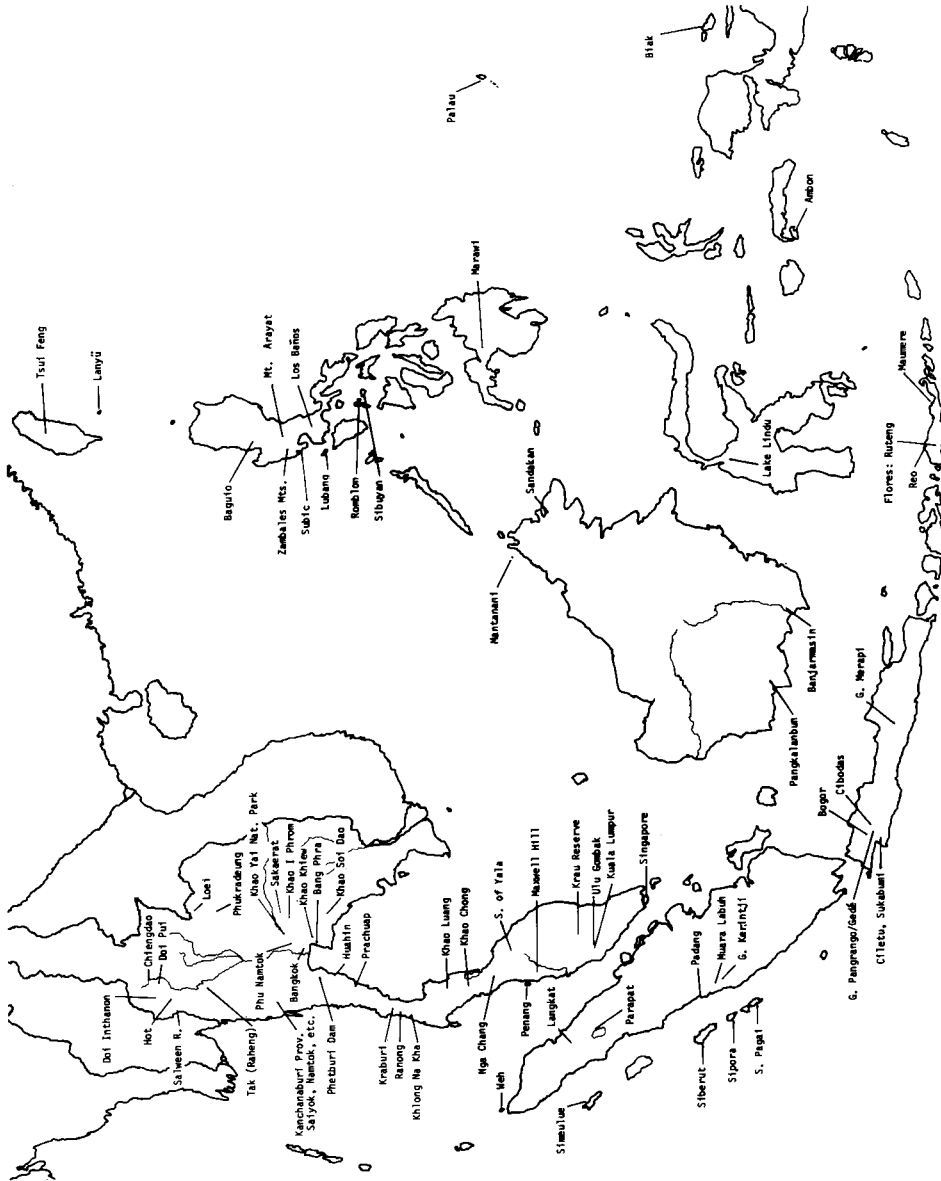 Tsui Feng
Lanyü
Baguio
Zambales Mts.
Mt. Arayat
Subic
Los Baños
Lubang
Romblon
Sibuyan
Palau
Marawi
Biak
Ambon
Doi Inthanon
Chiengdao
Doi Pui
Hot
Salween R.
Tak (Raheng)
Loei
Phukradeung
Khao Yai Nat. Park
Sakaerat
Khao I Phrom
Khao Khiew
Bang Phra
Khao Soi Dao
Phu Namtok
Bangkok
Kanchanaburi Prov.
Saiyok, Namtok, etc.
Phetburi Dam
Huahin
Prachuap
Kraburi
Ranong
Khlong Na Kha
Khao Luang
Khao Chong
Nga Chang
S. of Yala
Penang
Maxwell Hill
Krau Reserve
Ulu Gombak
Kuala Lumpur
Singapore
Weh
Langkat
Parapat
Simeulue
Padang
Muara Labuh
G. Karintji
Siberut
Sipora
S. Pagai
Mantanani
Sandakan
Banjarmasin
Pangkalanbun
Lake Lindu
Bogor
Cibodas
G. Merapi
G. Pangrango/Gedé
Ciletu, Sukabumi
Flores: Ruteng
Reo
Maumere